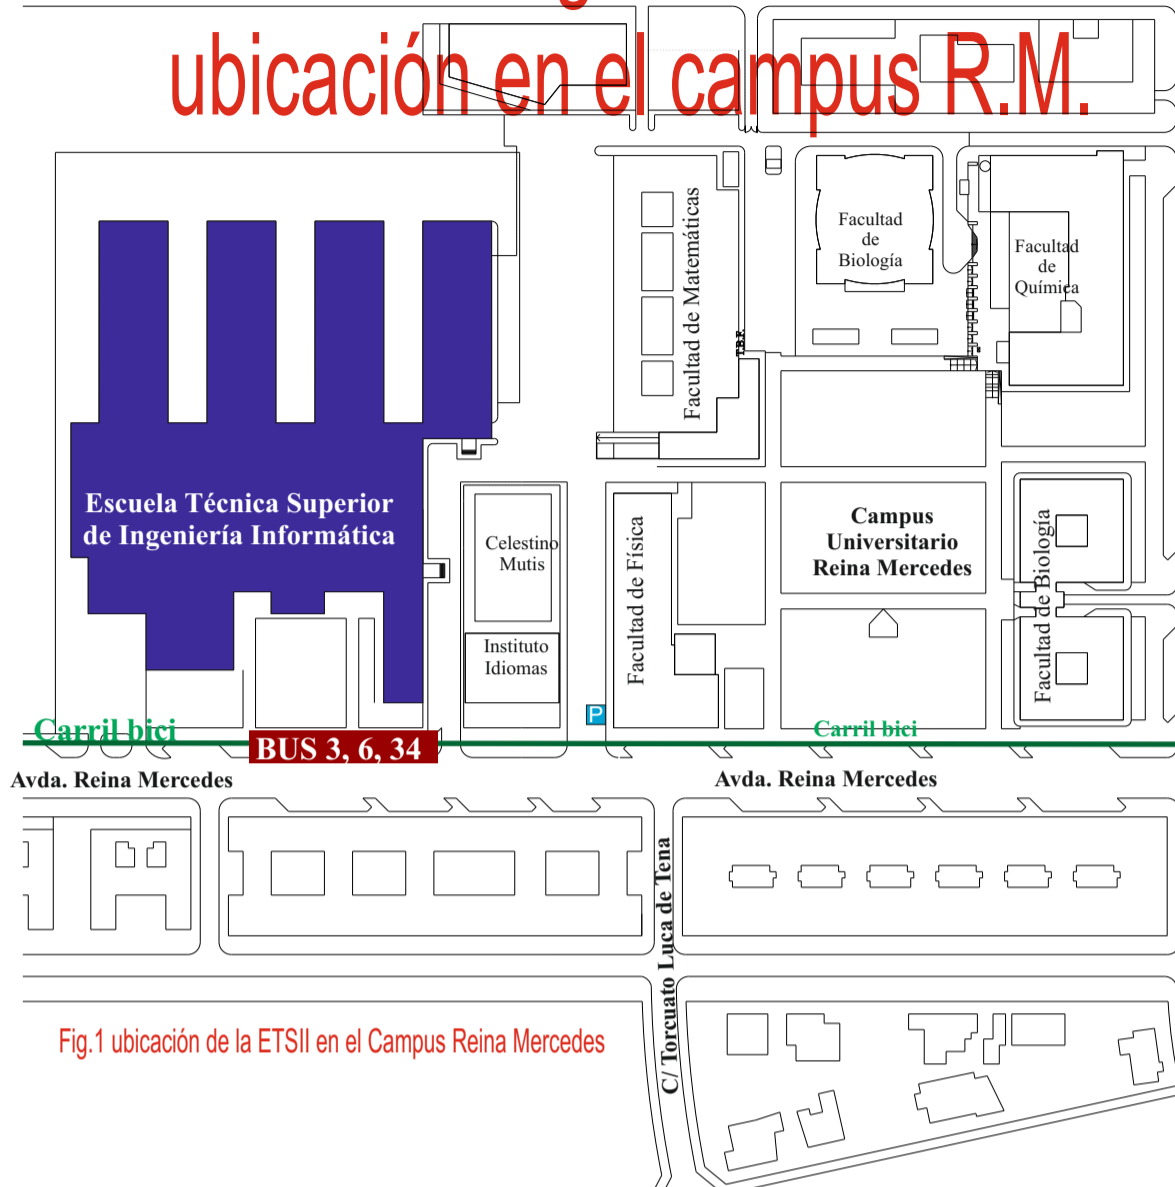 ubicación en el campus R.M.
Facultad de Matemáticas
Facultad
de
Biología
Facultad
de
Química
T.B.F.
Escuela Técnica Superior
de Ingeniería Informática
Celestino
Mutis
Instituto
Idiomas
Facultad de Física
Campus
Universitario
Reina Mercedes
Facultad de Biología
P
Carril bici
Carril bici
BUS 3, 6, 34
Avda. Reina Mercedes
Avda. Reina Mercedes
C/ Torcuato Luca de Tena
Fig.1 ubicación de la ETSII en el Campus Reina Mercedes